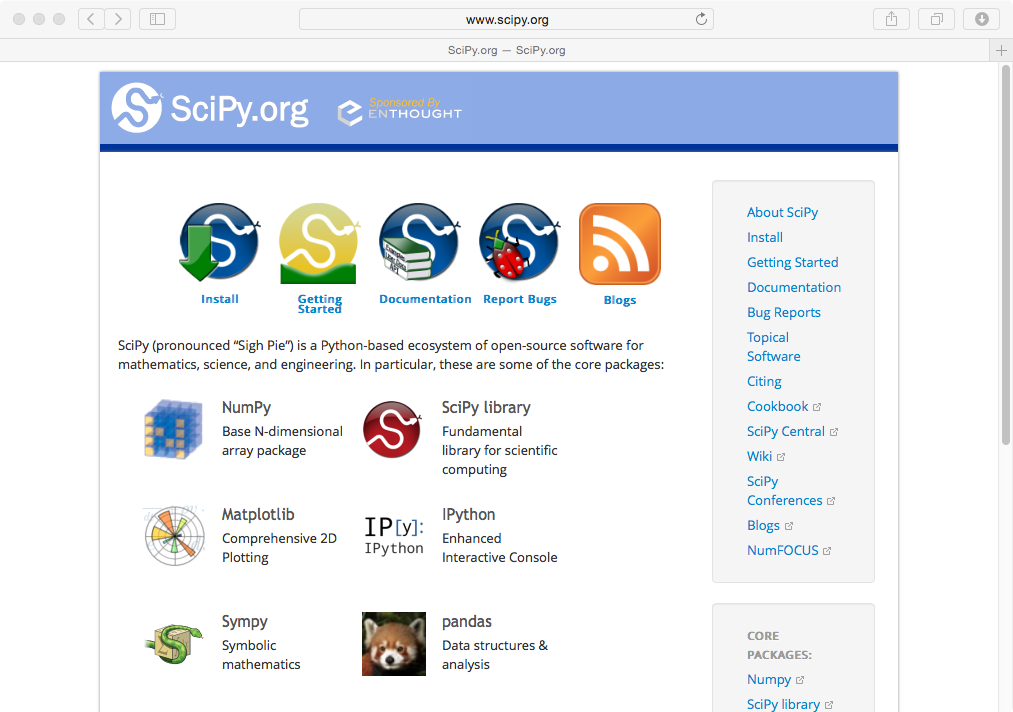 www.scipy.org
SciPy.org — SciPy.org
SciPy.org
Sponsored By
ENTHOUGHT
Install
Getting
Started
Documentation
Report Bugs
Blogs
SciPy (pronounced “Sigh Pie”) is a Python-based ecosystem of open-source software for
mathematics, science, and engineering. In particular, these are some of the core packages:
NumPy
Base N-dimensional
array package
SciPy library
Fundamental
library for scientific
computing
Matplotlib
Comprehensive 2D
Plotting
IP[y]:
IPython
IPython
Enhanced
Interactive Console
Sympy
Symbolic
mathematics
pandas
Data structures &
analysis
About SciPy
Install
Getting Started
Documentation
Bug Reports
Topical
Software
Citing
Cookbook
SciPy Central
Wiki
SciPy
Conferences
Blogs
NumFOCUS
CORE
PACKAGES:
Numpy
SciPy library